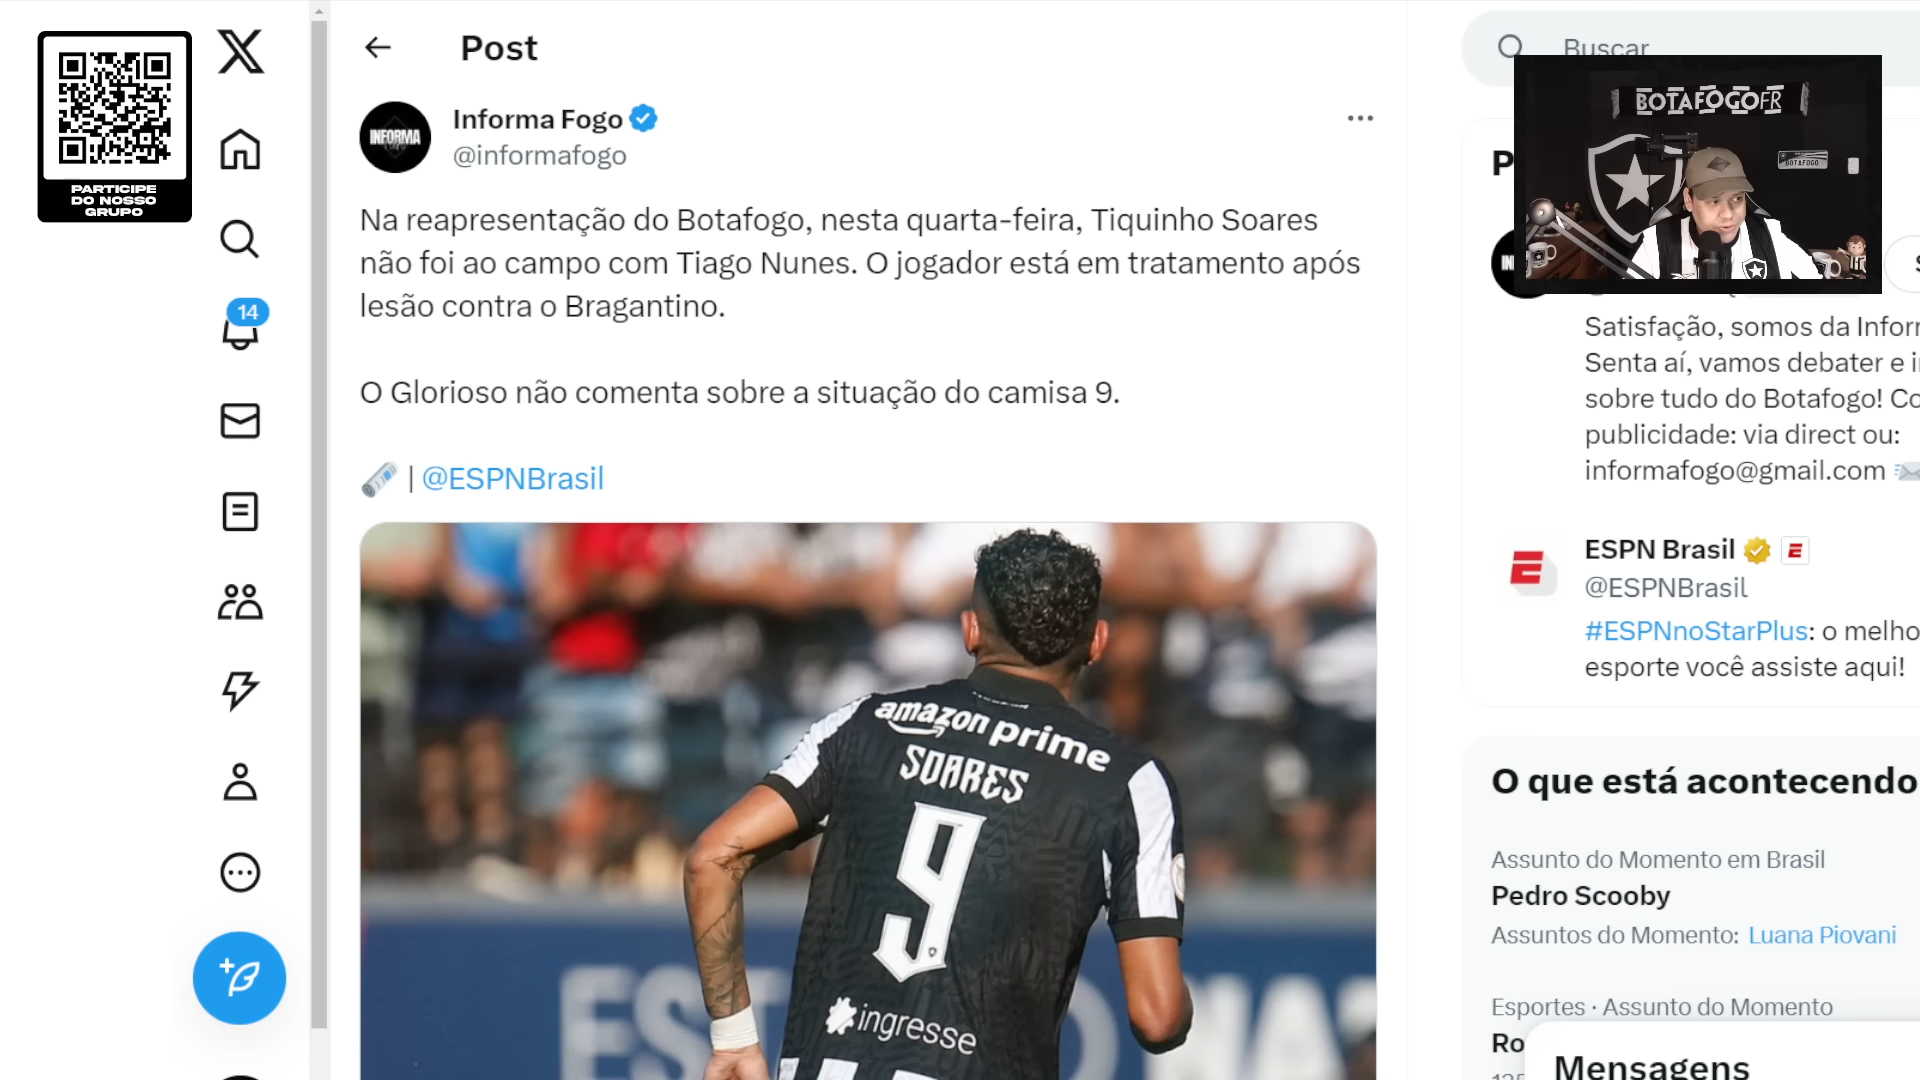 PARTICIPE
DO NOSSO
GRUPO
14
Post
Informa Fogo
@informafogo
INFORMA
Na reapresentação do Botafogo, nesta quarta-feira, Tiquinho Soares
não foi ao campo com Tiago Nunes. O jogador está em tratamento após
lesão contra o Bragantino.
O Glorioso não comenta sobre a situação do camisa 9.
| @ESPNBrasil
amazon prime
SOARES
9
ingresse
Buscar
BOTAFOGOFR
BOTAFOGO
Satisfação, somos da Infor
Senta aí, vamos debater e i
sobre tudo do Botafogo! Co
publicidade: via direct ou:
informafogo@gmail.com
ESPN Brasil
@ESPNBrasil
#ESPNnoStarPlus: o melho
esporte você assiste aqui!
O que está acontecendo
Assunto do Momento em Brasil
Pedro Scooby
Assuntos do Momento: Luana Piovani
Esportes · Assunto do Momento
Ro
Mensagens